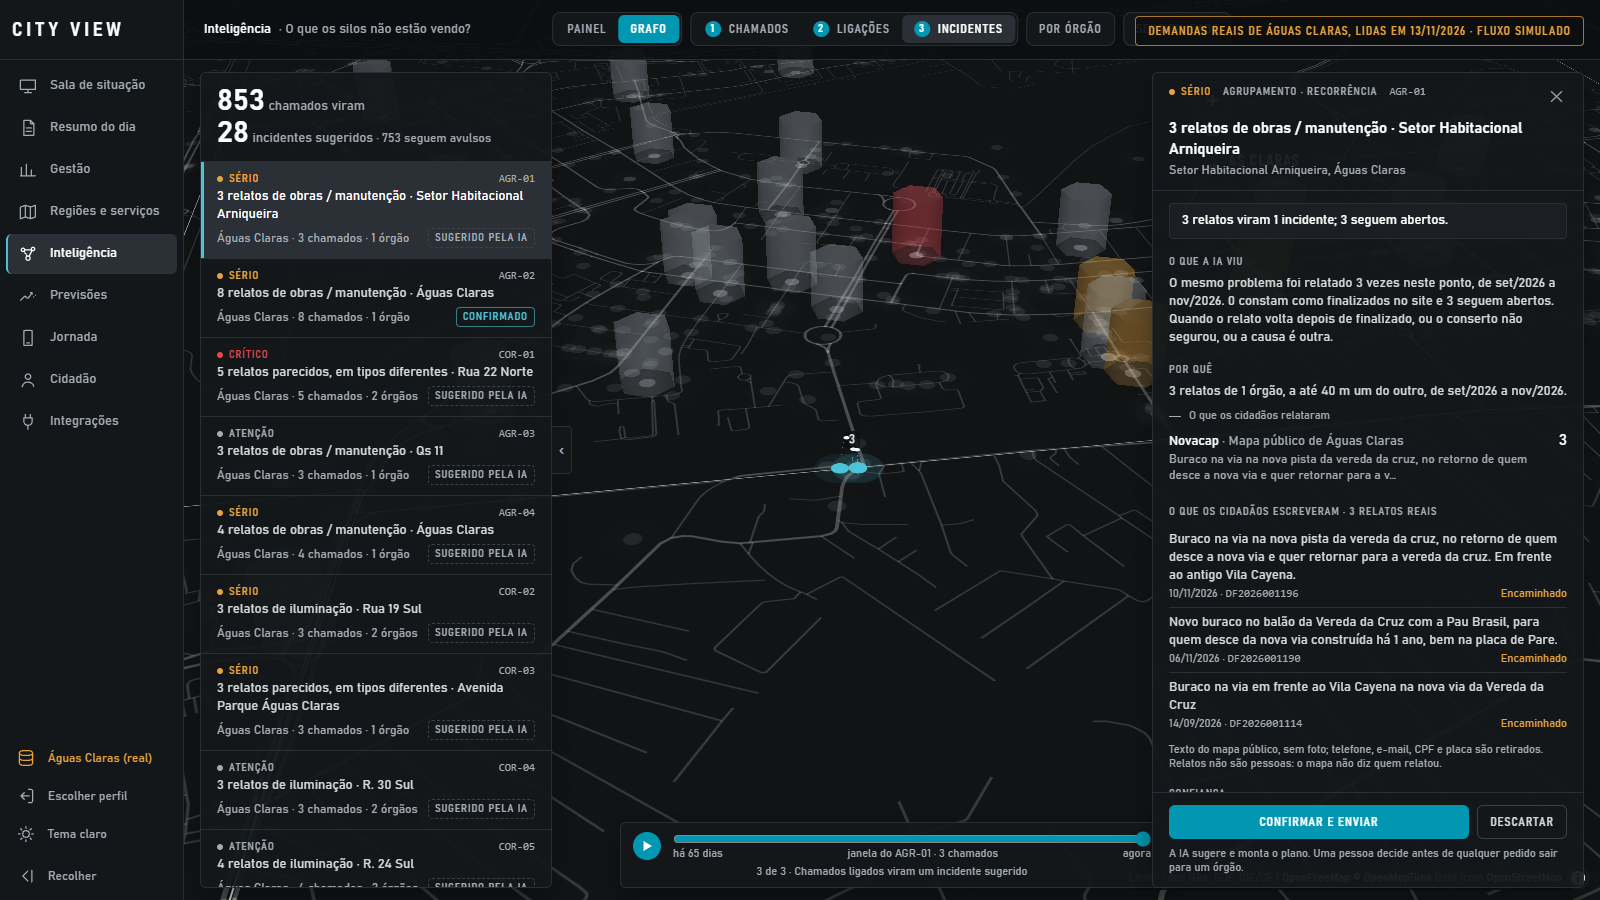 CITY VIEW
Inteligência · O que os silos não estão vendo?
PAINEL
GRAFO
1 CHAMADOS
2 LIGAÇÕES
3 INCIDENTES
POR ÓRGÃO
DEMANDAS REAIS DE ÁGUAS CLARAS, LIDAS EM 13/11/2026 · FLUXO SIMULADO
Sala de situação
Resumo do dia
Gestão
Regiões e serviços
Inteligência
Previsões
Jornada
Cidadão
Integrações
Águas Claras (real)
Escolher perfil
Tema claro
Recolher
853 chamados viram
28 incidentes sugeridos · 753 seguem avulsos
SÉRIO AGR-01
3 relatos de obras / manutenção · Setor Habitacional
Arniqueira
Águas Claras · 3 chamados · 1 órgão SUGERIDO PELA IA
SÉRIO AGR-02
8 relatos de obras / manutenção · Águas Claras
Águas Claras · 8 chamados · 1 órgão CONFIRMADO
CRÍTICO COR-01
5 relatos parecidos, em tipos diferentes · Rua 22 Norte
Águas Claras · 5 chamados · 2 órgãos SUGERIDO PELA IA
ATENÇÃO AGR-03
3 relatos de obras / manutenção · Qs 11
Águas Claras · 3 chamados · 1 órgão SUGERIDO PELA IA
SÉRIO AGR-04
4 relatos de obras / manutenção · Águas Claras
Águas Claras · 4 chamados · 1 órgão SUGERIDO PELA IA
SÉRIO COR-02
3 relatos de iluminação · Rua 19 Sul
Águas Claras · 3 chamados · 2 órgãos SUGERIDO PELA IA
SÉRIO COR-03
3 relatos parecidos, em tipos diferentes · Avenida
Parque Águas Claras
Águas Claras · 3 chamados · 1 órgão SUGERIDO PELA IA
ATENÇÃO COR-04
3 relatos de iluminação · R. 30 Sul
Águas Claras · 3 chamados · 2 órgãos SUGERIDO PELA IA
ATENÇÃO COR-05
4 relatos de iluminação · R. 24 Sul
3
há 65 dias
janela do AGR-01 · 3 chamados
agora
3 de 3 · Chamados ligados viram um incidente sugerido
SÉRIO AGRUPAMENTO · RECORRÊNCIA AGR-01
3 relatos de obras / manutenção · Setor Habitacional
Arniqueira
Setor Habitacional Arniqueira, Águas Claras
3 relatos viram 1 incidente; 3 seguem abertos.
O QUE A IA VIU
O mesmo problema foi relatado 3 vezes neste ponto, de set/2026 a
nov/2026. 0 constam como finalizados no site e 3 seguem abertos.
Quando o relato volta depois de finalizado, ou o conserto não
segurou, ou a causa é outra.
POR QUÊ
3 relatos de 1 órgão, a até 40 m um do outro, de set/2026 a nov/2026.
— O que os cidadãos relataram
Novacap · Mapa público de Águas Claras 3
Buraco na via na nova pista da vereda da cruz, no retorno de quem
desce a nova via e quer retornar para a v…
O QUE OS CIDADÃOS ESCREVERAM · 3 RELATOS REAIS
Buraco na via na nova pista da vereda da cruz, no retorno de quem
desce a nova via e quer retornar para a vereda da cruz. Em frente
ao antigo Vila Cayena.
10/11/2026 · DF2026001196 Encaminhado
Novo buraco no balão da Vereda da Cruz com a Pau Brasil, para
quem desce da nova via construída há 1 ano, bem na placa de Pare.
06/11/2026 · DF2026001190 Encaminhado
Buraco na via em frente ao Vila Cayena na nova via da Vereda da
Cruz
14/09/2026 · DF2026001114 Encaminhado
Texto do mapa público, sem foto; telefone, e-mail, CPF e placa são retirados.
Relatos não são pessoas: o mapa não diz quem relatou.
CONFIRMAR E ENVIAR
DESCARTAR
A IA sugere e monta o plano. Uma pessoa decide antes de qualquer pedido sair
para um órgão.